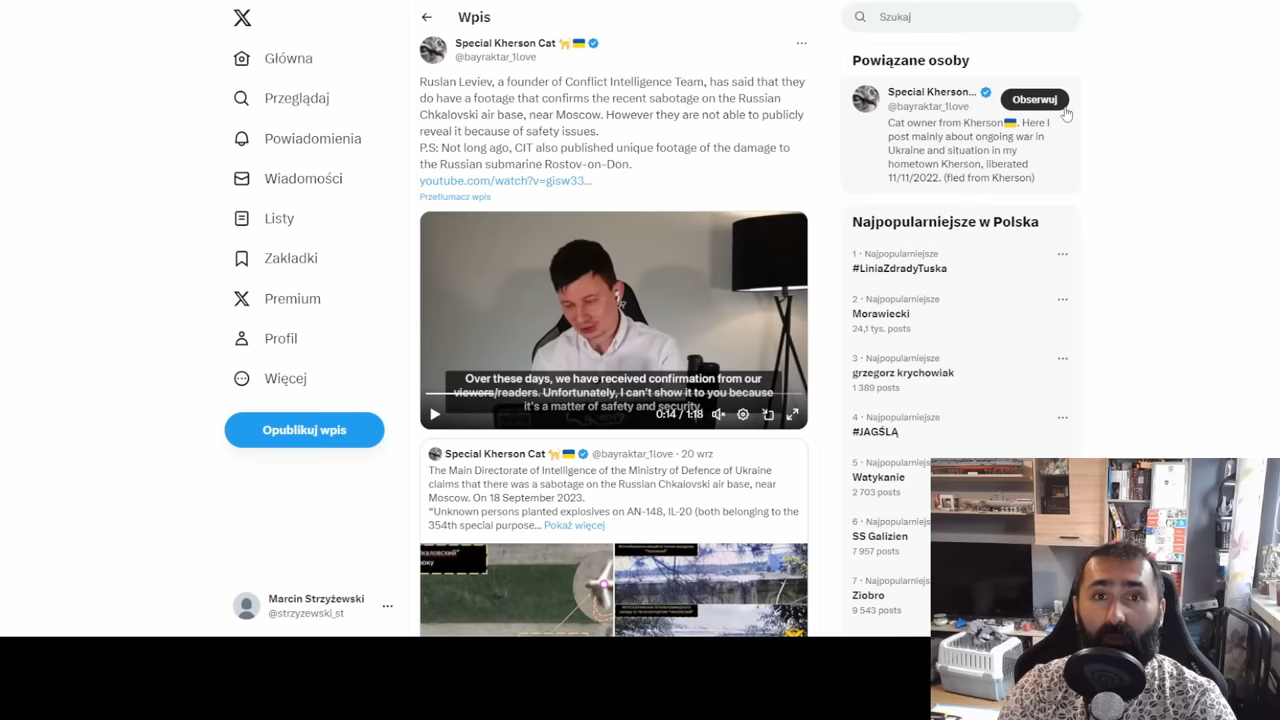 Główna
Przeglądaj
Powiadomienia
Wiadomości
Listy
Zakładki
Premium
Profil
Więcej
Opublikuj wpis
Marcin Strzyżewski
@strzyzewski_st
Wpis
Special Kherson Cat
@bayraktar_1love
Ruslan Leviev, a founder of Conflict Intelligence Team, has said that they
do have a footage that confirms the recent sabotage on the Russian
Chkalovski air base, near Moscow. However they are not able to publicly
reveal it because of safety issues.
P.S: Not long ago, CIT also published unique footage of the damage to
the Russian submarine Rostov-on-Don.
youtube.com/watch?v=gisw33...
Przetłumacz wpis
Over these days, we have received confirmation from our
viewers/readers. Unfortunately, I can't show it to you because
it's a matter of safety and security
0:14 / 1:18
Special Kherson Cat @bayraktar_1love · 20 wrz
The Main Directorate of Intelligence of the Ministry of Defence of Ukraine
claims that there was a sabotage on the Russian Chkalovski air base, near
Moscow. On 18 September 2023.
“Unknown persons planted explosives on AN-148, IL-20 (both belonging to the
354th special purpose... Pokaż więcej
Szukaj
Powiązane osoby
Special Kherson...
@bayraktar_1love
Obserwuj
Cat owner from Kherson. Here I
post mainly about ongoing war in
Ukraine and situation in my
hometown Kherson, liberated
11/11/2022. (fled from Kherson)
Najpopularniejsze w Polska
1 · Najpopularniejsze
#LiniaZdradyTuska
2 · Najpopularniejsze
Morawiecki
24,1 tys. posts
3 · Najpopularniejsze
grzegorz krychowiak
1 389 posts
4 · Najpopularniejsze
#JAGŚLĄ
5 · Najpopularniejs
Watykanie
2 703 posts
6 · Najpopularniejs
SS Galizien
7 957 posts
7 · Najpopularniejs
Ziobro
9 543 posts